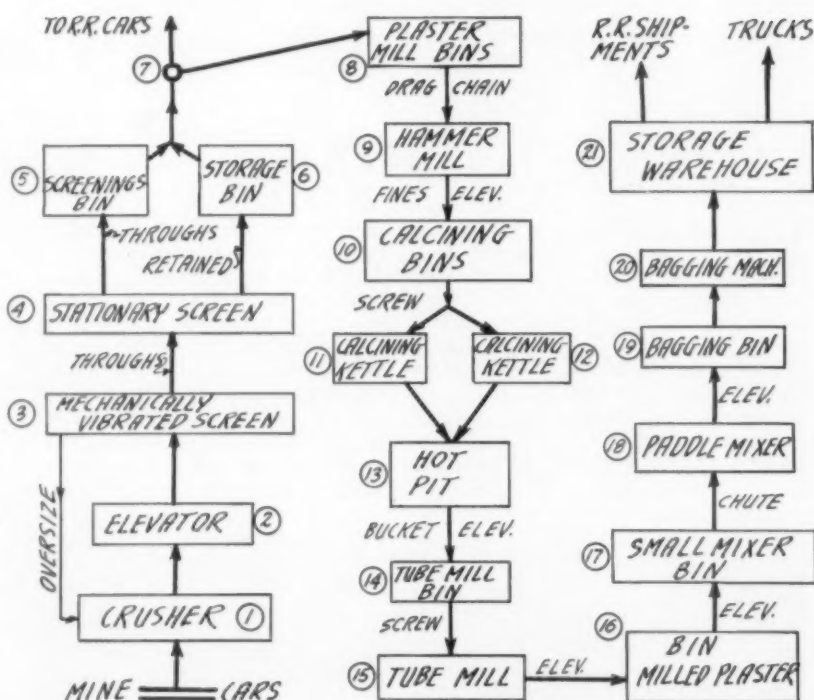 TO R.R. CARS
7
5
SCREENINGS
BIN
STORAGE
BIN
6
THROUGHS
RETAINED
4
STATIONARY SCREEN
THROUGHS
3
MECHANICALLY
VIBRATED SCREEN
OVERSIZE
ELEVATOR
2
CRUSHER
1
MINE CARS
PLASTER
MILL BINS
8
DRAG CHAIN
9
HAMMER
MILL
FINES ELEV.
10
CALCINING
BINS
SCREW
11
CALCINING
KETTLE
CALCINING
KETTLE
12
13
HOT
PIT
BUCKET ELEV.
14
TUBE MILL
BIN
SCREW
15
TUBE MILL
ELEV.
R.R. SHIP-
MENTS
TRUCKS
21
STORAGE
WAREHOUSE
20
BAGGING MACH.
19
BAGGING BIN
ELEV.
18
PADDLE MIXER
CHUTE
17
SMALL MIXER
BIN
ELEV.
16
BIN
MILLED PLASTER